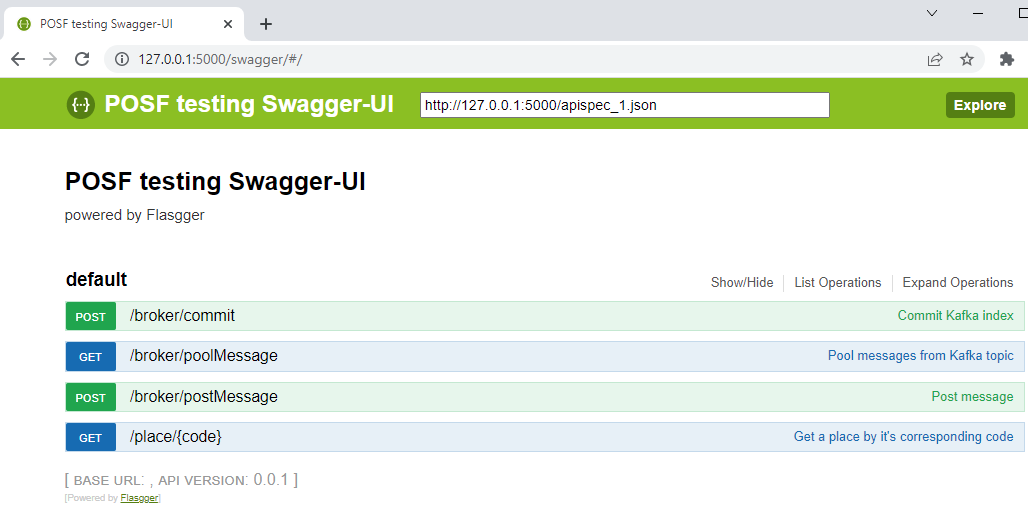 POSF testing Swagger-UI
127.0.0.1:5000/swagger/#/
{··} POSF testing Swagger-UI http://127.0.0.1:5000/apispec_1.json Explore
POSF testing Swagger-UI
powered by Flasgger
default Show/Hide List Operations Expand Operations
POST /broker/commit Commit Kafka index
GET /broker/poolMessage Pool messages from Kafka topic
POST /broker/postMessage Post message
GET /place/{code} Get a place by it's corresponding code
[ BASE URL: , API VERSION: 0.0.1 ]
[Powered by Flasgger]